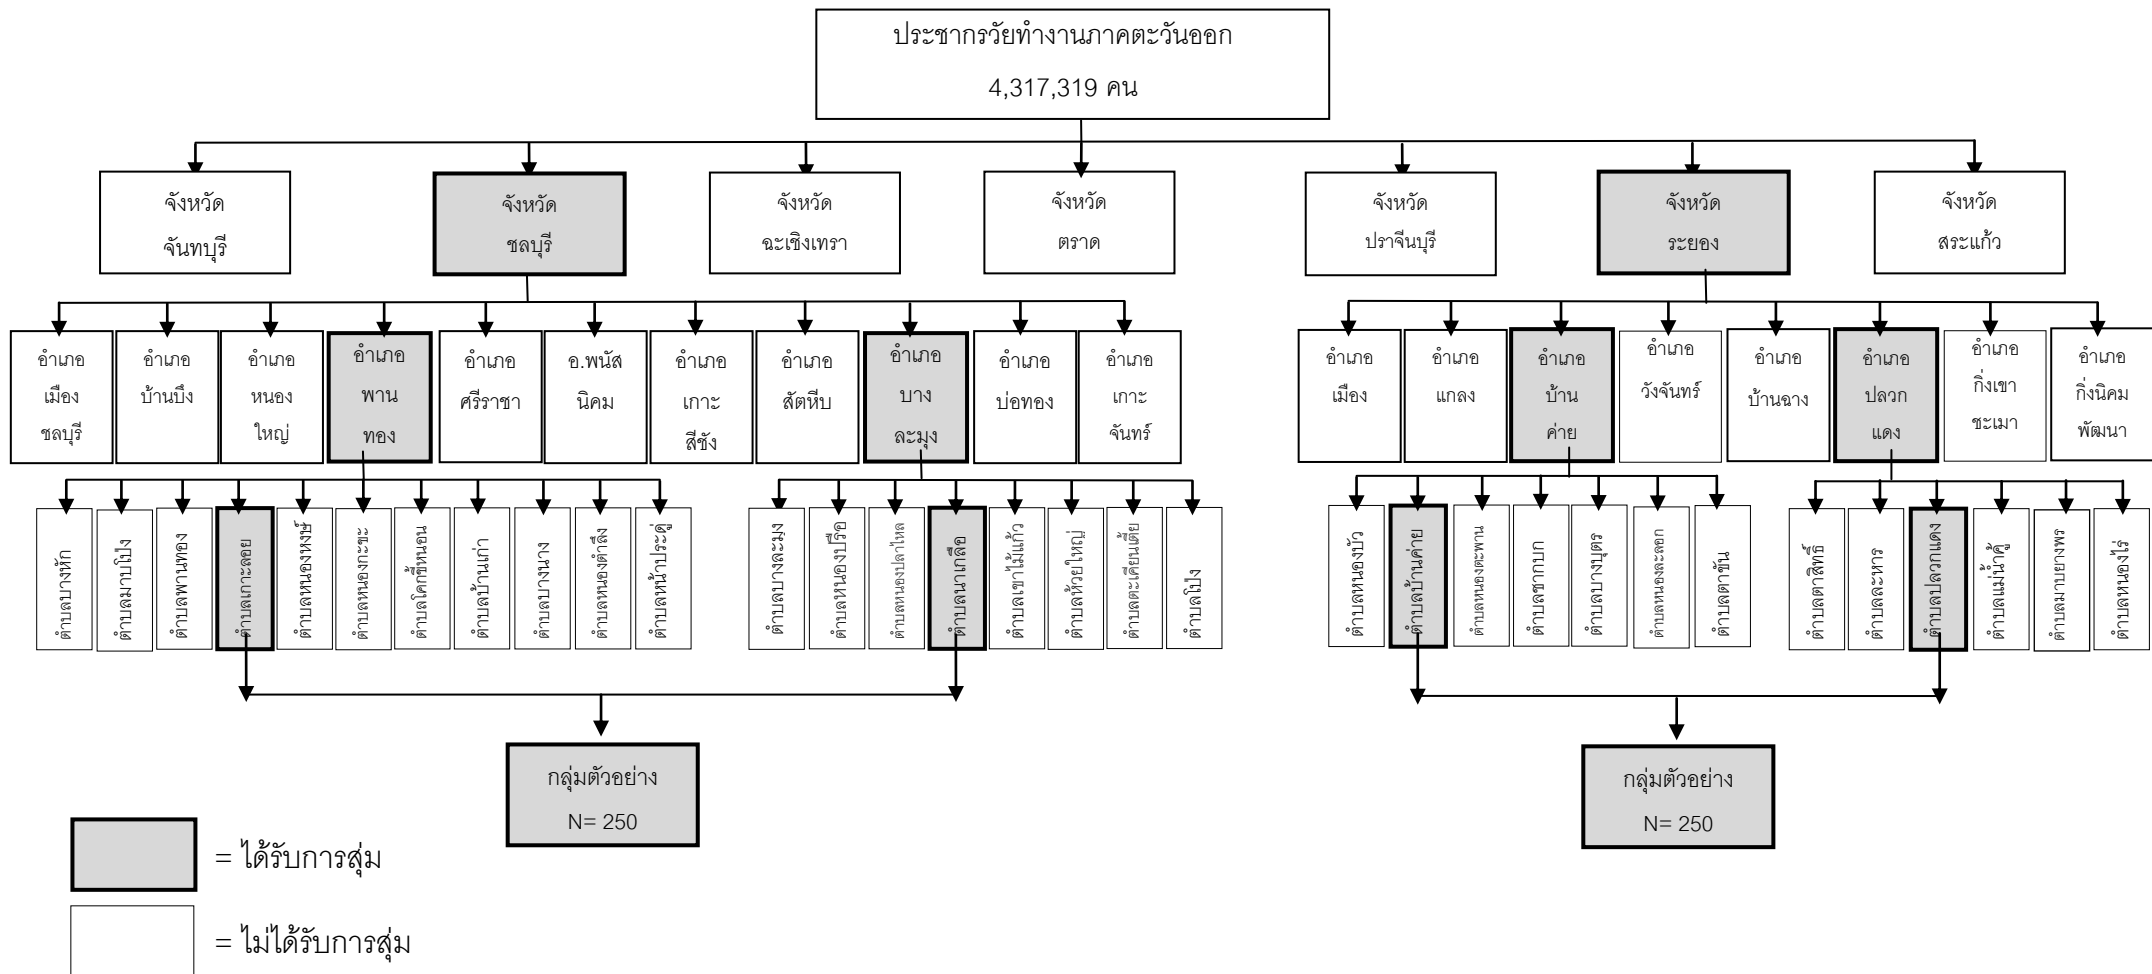 ประชากรวัยทำงานภาคตะวันออก
4,317,319 คน
จังหวัด
จันทบุรี
จังหวัด
ชลบุรี
จังหวัด
ฉะเชิงเทรา
จังหวัด
ตราด
จังหวัด
ปราจีนบุรี
จังหวัด
ระยอง
จังหวัด
สระแก้ว
อำเภอ
เมือง
ชลบุรี
อำเภอ
บ้านบึง
อำเภอ
หนอง
ใหญ่
อำเภอ
พาน
ทอง
อำเภอ
ศรีราชา
อ.พนัส
นิคม
อำเภอ
เกาะ
สีชัง
อำเภอ
สัตหีบ
อำเภอ
บาง
ละมุง
อำเภอ
บ่อทอง
อำเภอ
เกาะ
จันทร์
อำเภอ
เมือง
อำเภอ
แกลง
อำเภอ
บ้าน
ค่าย
อำเภอ
วังจันทร์
อำเภอ
บ้านฉาง
อำเภอ
ปลวก
แดง
อำเภอ
กิ่งเขา
ชะเมา
อำเภอ
กิ่งนิคม
พัฒนา
ตำบลบางหัก
ตำบลมาบโป่ง
ตำบลพานทอง
ตำบลเกาะลอย
ตำบลหนองหงษ์
ตำบลหนองกะขะ
ตำบลโคกขี้หนอน
ตำบลบ้านเก่า
ตำบลบางนาง
ตำบลหนองตำลึง
ตำบลหน้าประดู่
ตำบลบางละมุง
ตำบลหนองปรือ
ตำบลหนองปลาไหล
ตำบลนาเกลือ
ตำบลเขาไม้แก้ว
ตำบลห้วยใหญ่
ตำบลตะเคียนเตี้ย
ตำบลโป่ง
ตำบลหนองบัว
ตำบลบ้านค่าย
ตำบลหนองตะพาน
ตำบลชากบก
ตำบลบางบุตร
ตำบลหนองละลอก
ตำบลตาขัน
ตำบลตาสิทธิ์
ตำบลละหาร
ตำบลปลวกแดง
ตำบลแม่น้ำคู้
ตำบลมาบยางพร
ตำบลหนองไร่
กลุ่มตัวอย่าง
N= 250
กลุ่มตัวอย่าง
N= 250
= ได้รับการสุ่ม
= ไม่ได้รับการสุ่ม